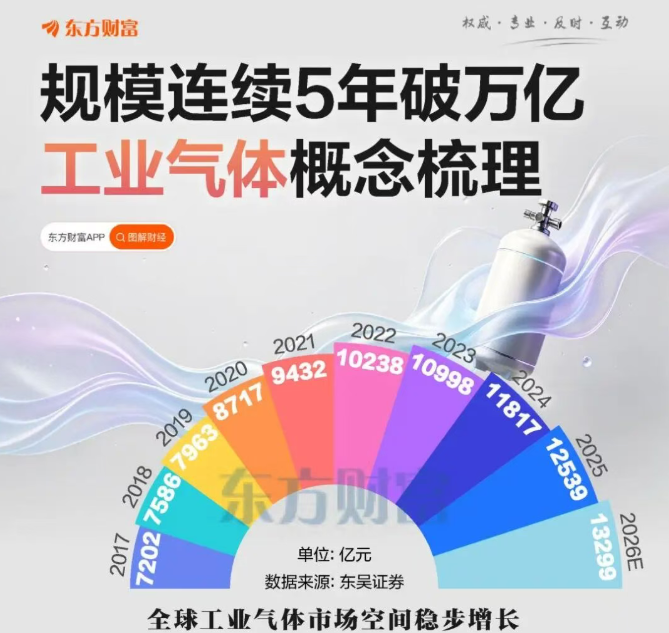 东方财富
权威·专业·及时·互动
规模连续5年破万亿
工业气体概念梳理
东方财富APP 图解财经
2017 7202
2018 7586
2019 7963
2020 8717
2021 9432
2022 10238
2023 10998
2024 11817
2025 12539
2026E 13299
东方财富
单位: 亿元
数据来源: 东吴证券
全球工业气体市场空间稳步增长